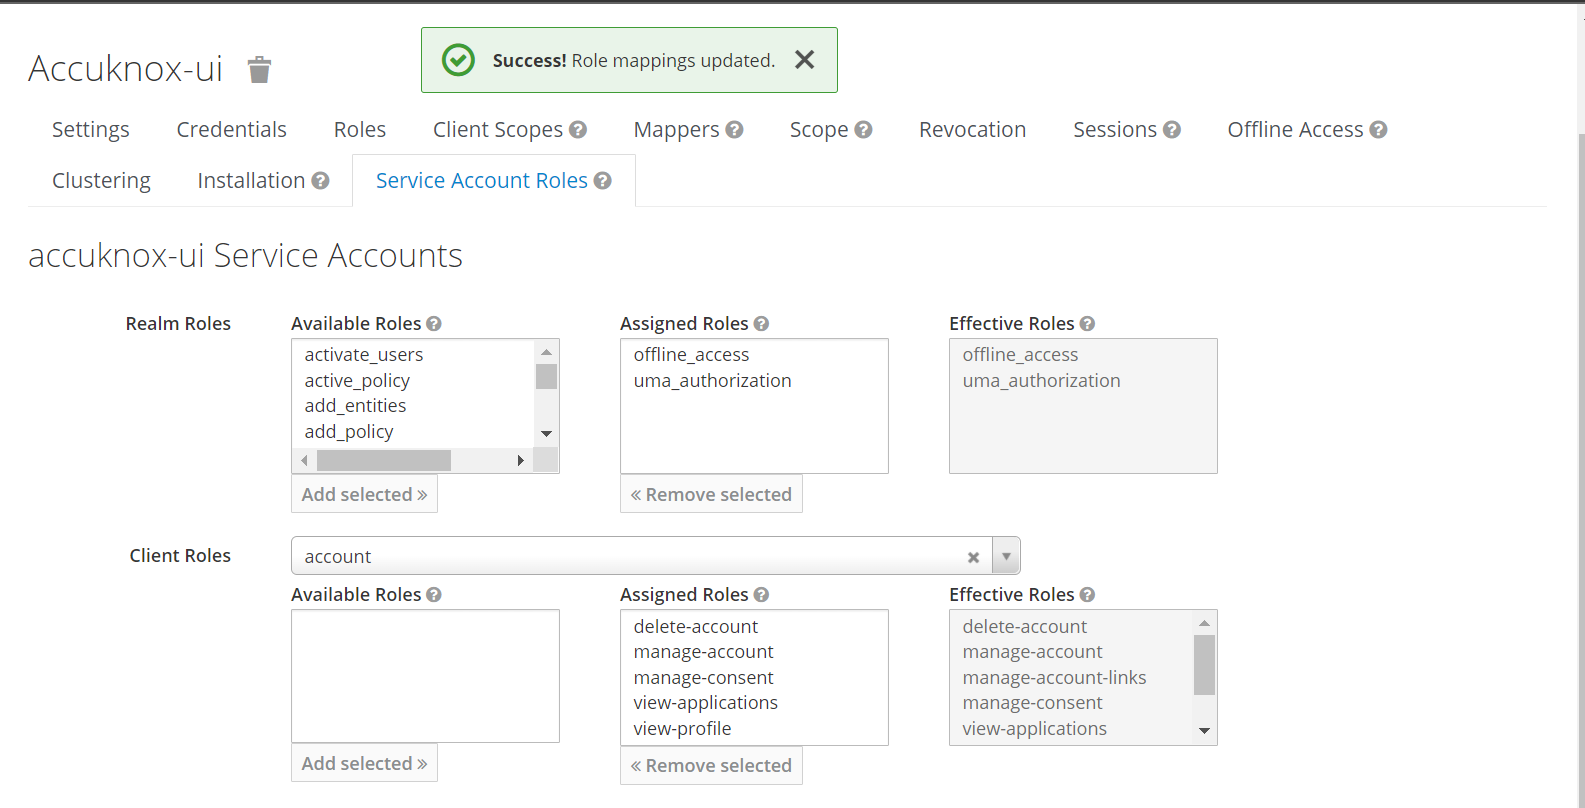 Success! Role mappings updated.
Accuknox-ui
Settings Credentials Roles Client Scopes Mappers Scope Revocation Sessions Offline Access
Clustering Installation Service Account Roles
accuknox-ui Service Accounts
Realm Roles Available Roles Assigned Roles Effective Roles
activate_users offline_access offline_access
active_policy uma_authorization uma_authorization
add_entities
add_policy
Add selected » « Remove selected
Client Roles account
Available Roles Assigned Roles Effective Roles
delete-account delete-account
manage-account manage-account
manage-consent manage-account-links
view-applications manage-consent
view-profile view-applications
Add selected » « Remove selected